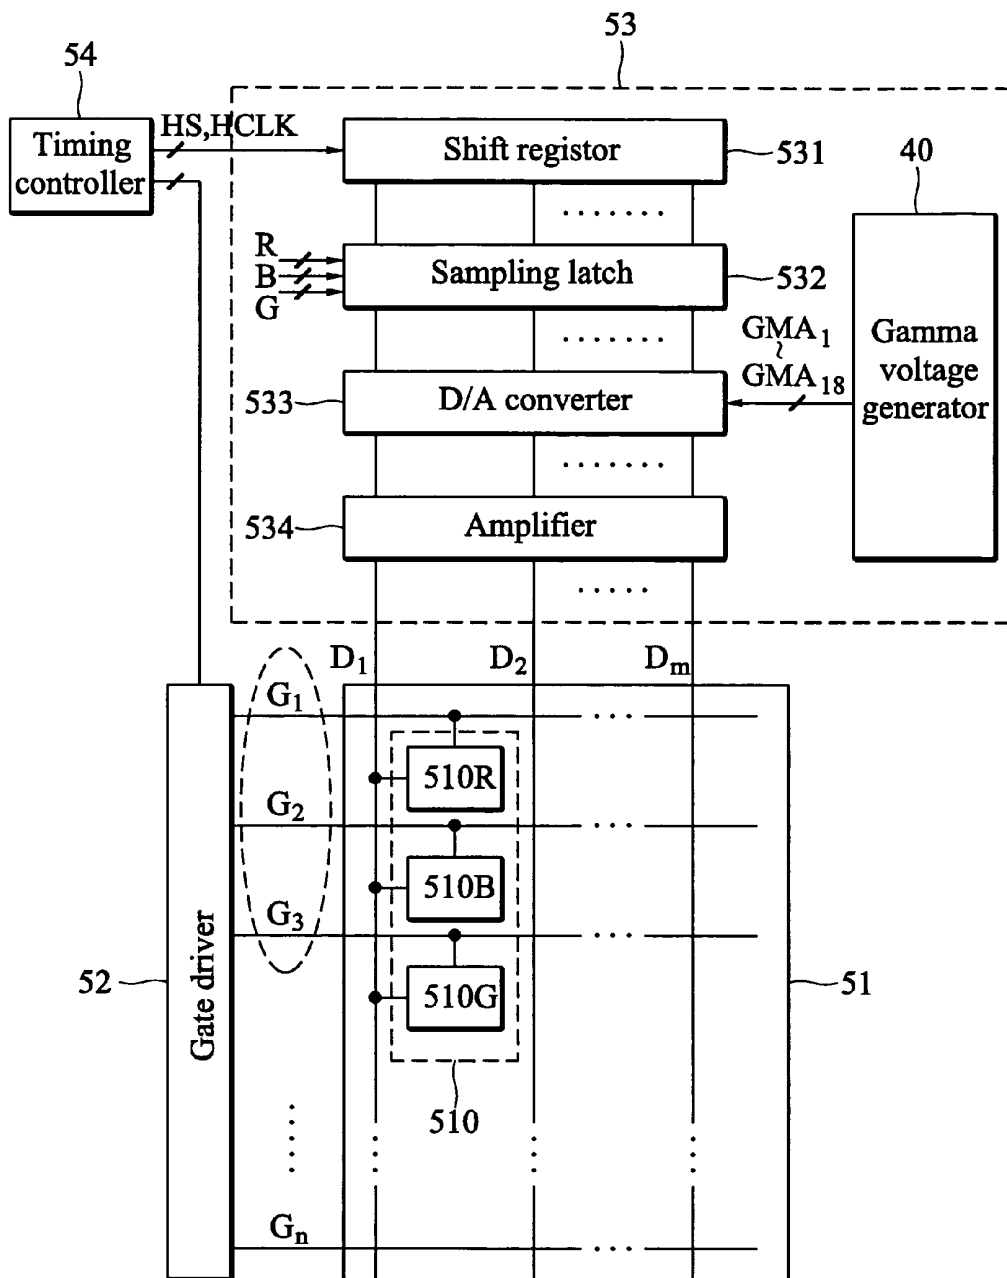 53
54
Timing
controller
HS,HCLK
Shift registor
531
40
R
B
G
Sampling latch
532
GMA1
~
GMA18
Gamma
voltage
generator
533
D/A converter
534
Amplifier
D1
D2
Dm
G1
510R
G2
510B
G3
510G
52
Gate driver
51
510
Gn